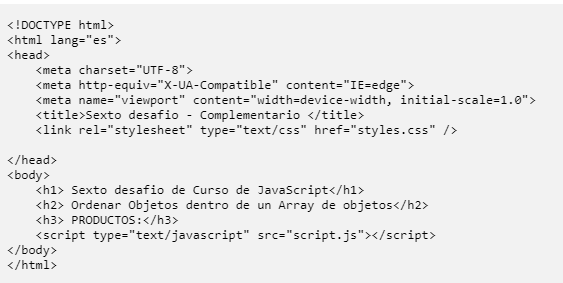 <!DOCTYPE html>
<html lang="es">
<head>
    <meta charset="UTF-8">
    <meta http-equiv="X-UA-Compatible" content="IE=edge">
    <meta name="viewport" content="width=device-width, initial-scale=1.0">
    <title>Sexto desafio - Complementario </title>
    <link rel="stylesheet" type="text/css" href="styles.css" />

</head>
<body>
    <h1> Sexto desafio de Curso de JavaScript</h1>
    <h2> Ordenar Objetos dentro de un Array de objetos</h2>
    <h3> PRODUCTOS:</h3>
    <script type="text/javascript" src="script.js"></script>
</body>
</html>